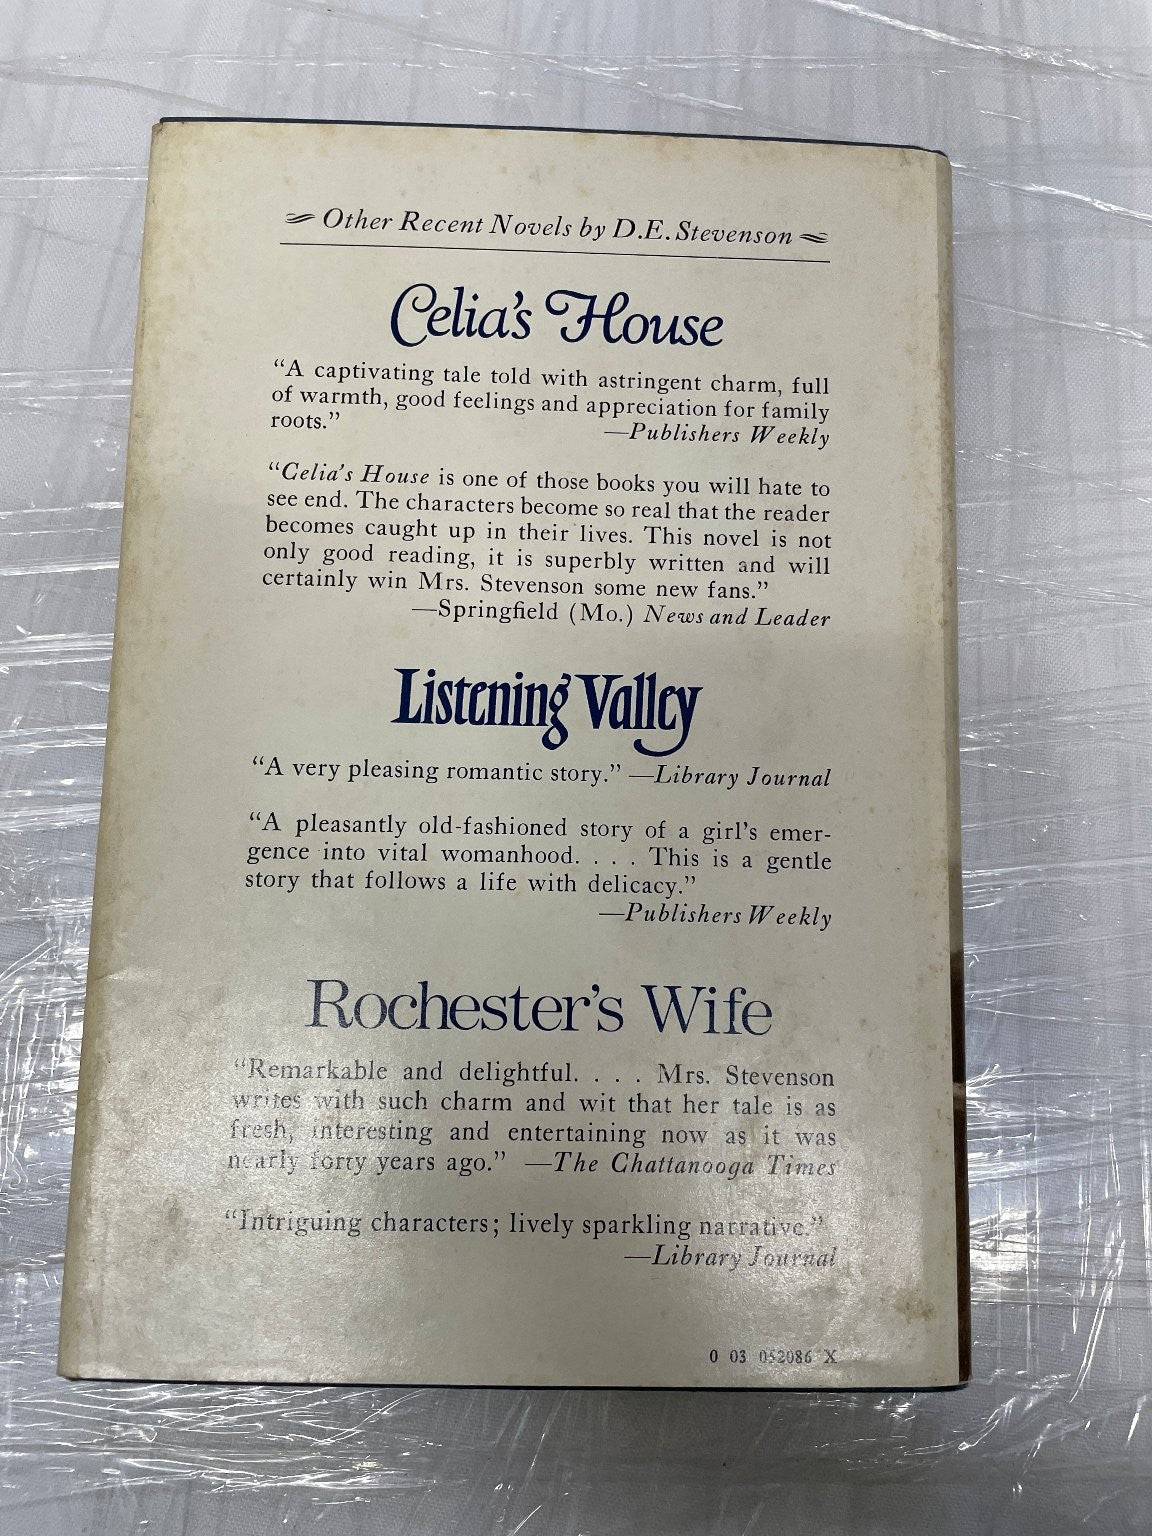 Other Recent Novels by D.E. Stevenson
Celia's House
“A captivating tale told with astringent charm, full
of warmth, good feelings and appreciation for family
roots.” —Publishers Weekly
“Celia's House is one of those books you will hate to
see end. The characters become so real that the reader
becomes caught up in their lives. This novel is not
only good reading, it is superbly written and will
certainly win Mrs. Stevenson some new fans.”
—Springfield (Mo.) News and Leader
Listening Valley
“A very pleasing romantic story.” —Library Journal
“A pleasantly old-fashioned story of a girl's emer-
gence into vital womanhood. . . . This is a gentle
story that follows a life with delicacy.”
—Publishers Weekly
Rochester's Wife
“Remarkable and delightful. . . . Mrs. Stevenson
writes with such charm and wit that her tale is as
fresh, interesting and entertaining now as it was
nearly forty years ago.” —The Chattanooga Times
“Intriguing characters; lively sparkling narrative.”
—Library Journal
0 03 052086 X